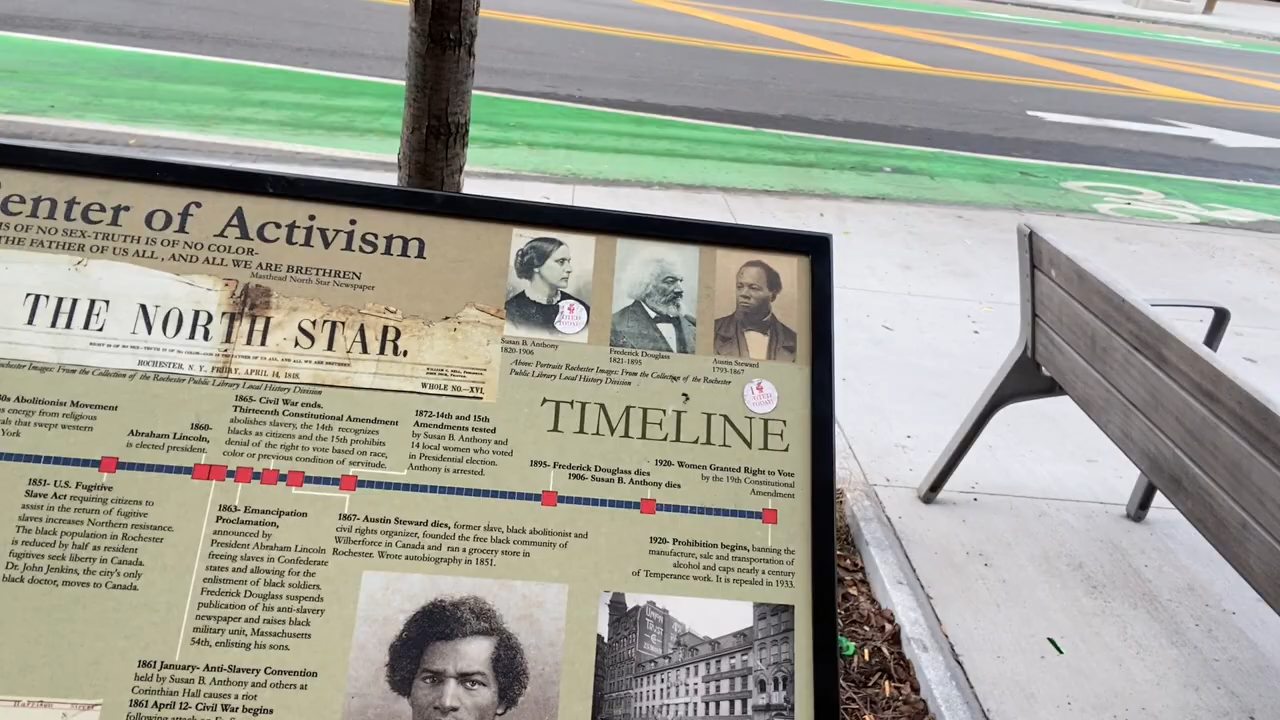 enter of Activism
IS OF NO SEX-TRUTH IS OF NO COLOR-
THE FATHER OF US ALL, AND ALL WE ARE BRETHREN
Masthead North Star Newspaper
THE NORTH STAR.
ROCHESTER, N. Y., FRIDAY, APRIL 14, 1848.
WHOLE NO.—XVI.
Rochester Images: From the Collection of the Rochester Public Library Local History Division
Susan B. Anthony
1820-1906
Frederick Douglass
1821-1895
Austin Steward
1793-1867
Above: Portraits Rochester Images: From the Collection of the Rochester
Public Library Local History Division
TIMELINE
0s Abolitionist Movement
s energy from religious
als that swept western
York
1860-
Abraham Lincoln,
is elected president.
1865- Civil War ends.
Thirteenth Constitutional Amendment
abolishes slavery, the 14th recognizes
blacks as citizens and the 15th prohibits
denial of the right to vote based on race,
color or previous condition of servitude.
1872-14th and 15th
Amendments tested
by Susan B. Anthony and
14 local women who voted
in Presidential election.
Anthony is arrested.
1895- Frederick Douglass dies
1906- Susan B. Anthony dies
1920- Women Granted Right to Vote
by the 19th Constitutional
Amendment
1851- U.S. Fugitive
Slave Act requiring citizens to
assist in the return of fugitive
slaves increases Northern resistance.
The black population in Rochester
is reduced by half as resident
fugitives seek liberty in Canada.
Dr. John Jenkins, the city's only
black doctor, moves to Canada.
1863- Emancipation
Proclamation,
announced by
President Abraham Lincoln
freeing slaves in Confederate
states and allowing for the
enlistment of black soldiers.
Frederick Douglass suspends
publication of his anti-slavery
newspaper and raises black
military unit, Massachusetts
54th, enlisting his sons.
1867- Austin Steward dies, former slave, black abolitionist and
civil rights organizer, founded the free black community of
Wilberforce in Canada and ran a grocery store in
Rochester. Wrote autobiography in 1851.
1920- Prohibition begins, banning the
manufacture, sale and transportation of
alcohol and caps nearly a century
of Temperance work. It is repealed in 1933.
1861 January- Anti-Slavery Convention
held by Susan B. Anthony and others at
Corinthian Hall causes a riot
1861 April 12- Civil War begins
UNION
TRUST